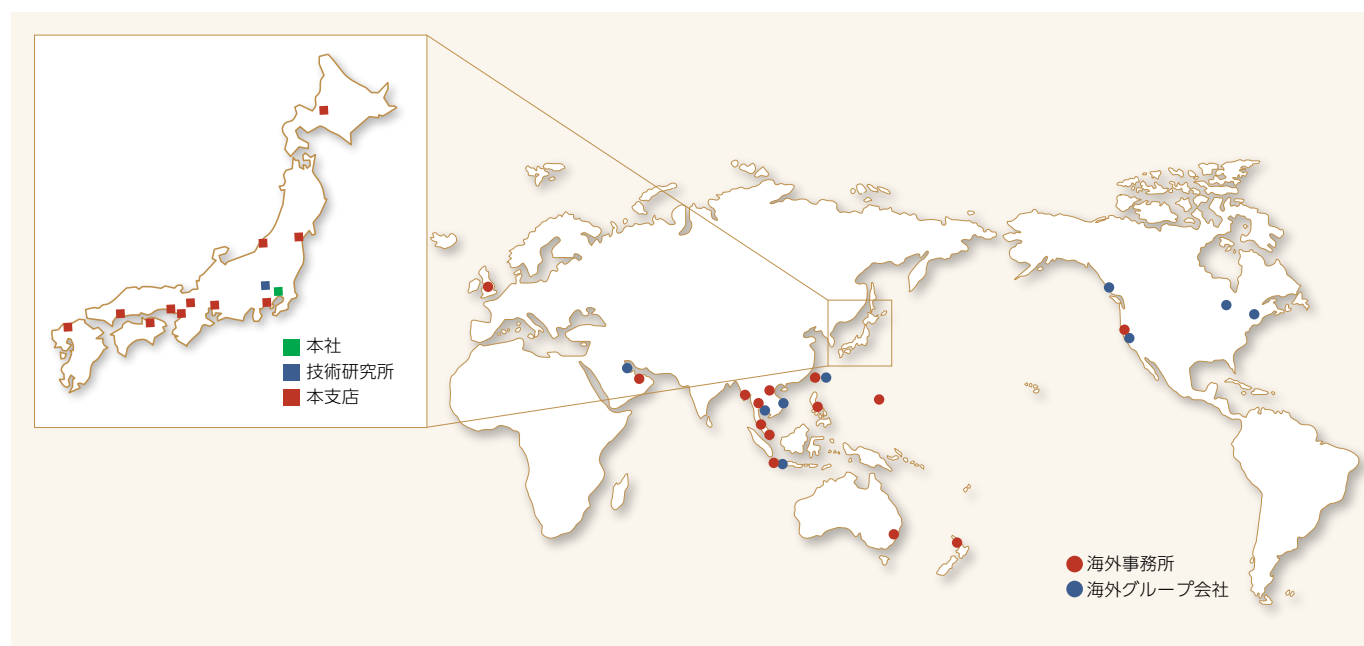 本社
技術研究所
本支店
海外事務所
海外グループ会社